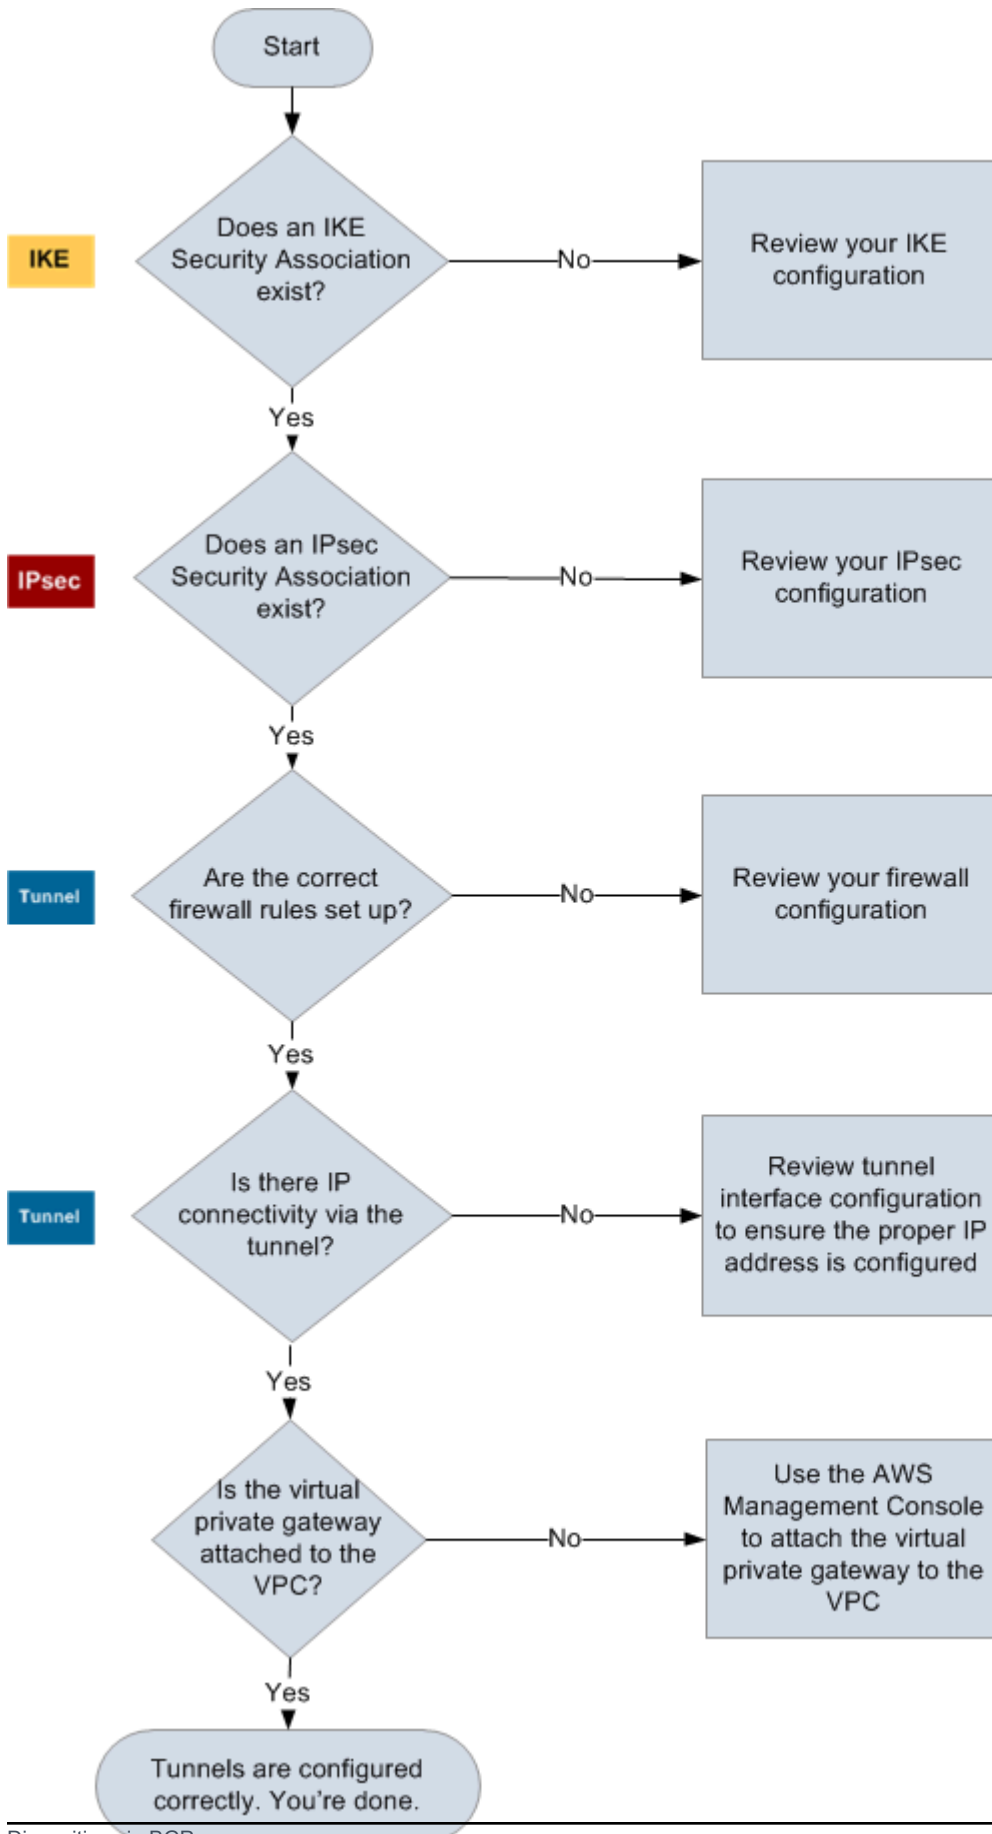 Start
IKE
Does an IKE
Security Association
exist?
No
Review your IKE
configuration
Yes
IPsec
Does an IPsec
Security Association
exist?
No
Review your IPsec
configuration
Yes
Tunnel
Are the correct
firewall rules set up?
No
Review your firewall
configuration
Yes
Tunnel
Is there IP
connectivity via the
tunnel?
No
Review tunnel
interface configuration
to ensure the proper IP
address is configured
Yes
Is the virtual
private gateway
attached to the
VPC?
No
Use the AWS
Management Console
to attach the virtual
private gateway to the
VPC
Yes
Tunnels are configured
correctly. You're done.